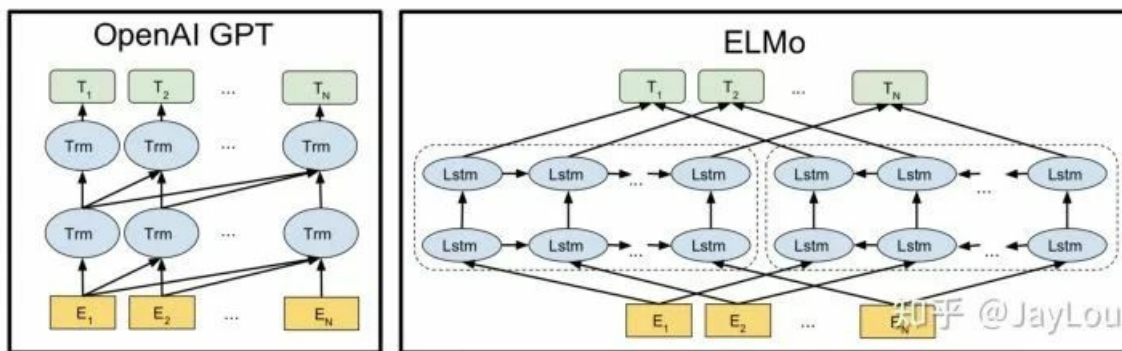 OpenAI GPT
T1 T2 ... TN
Trm Trm ... Trm
Trm Trm ... Trm
E1 E2 ... EN
ELMo
T1 T2 ... TN
Lstm Lstm ... Lstm Lstm Lstm ... Lstm
Lstm Lstm ... Lstm Lstm Lstm ... Lstm
E1 E2 ... EN
知乎 @JayLou